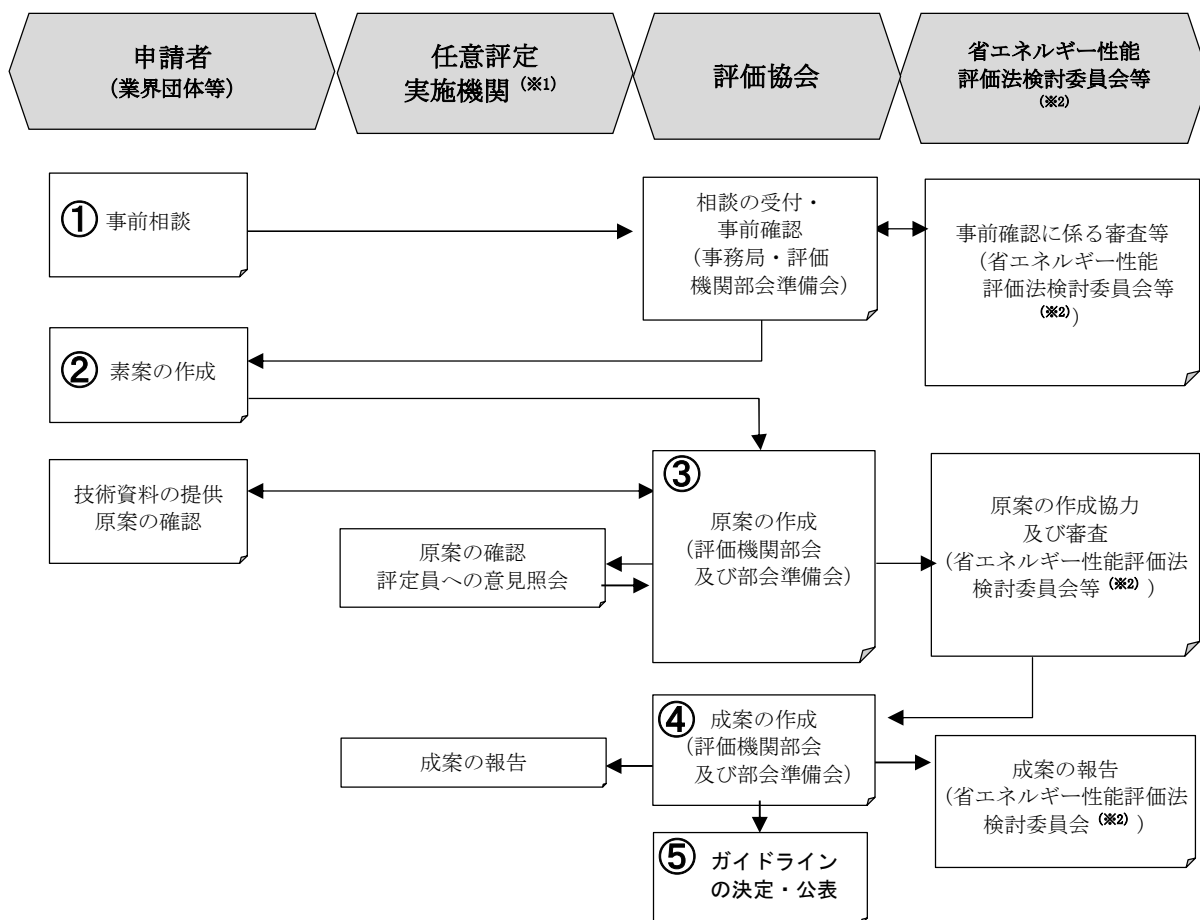 申請者
(業界団体等)
任意評定
実施機関 (※1)
評価協会
省エネルギー性能
評価法検討委員会等
(※2)
① 事前相談
相談の受付・
事前確認
(事務局・評価
機関部会準備会)
事前確認に係る審査等
(省エネルギー性能
評価法検討委員会等
(※2))
② 素案の作成
技術資料の提供
原案の確認
原案の確認
評定員への意見照会
③
原案の作成
(評価機関部会
及び部会準備会)
原案の作成協力
及び審査
(省エネルギー性能評価法
検討委員会等 (※2) )
④ 成案の作成
(評価機関部会
及び部会準備会)
成案の報告
成案の報告
(省エネルギー性能評価法
検討委員会 (※2) )
⑤ ガイドライン
の決定・公表